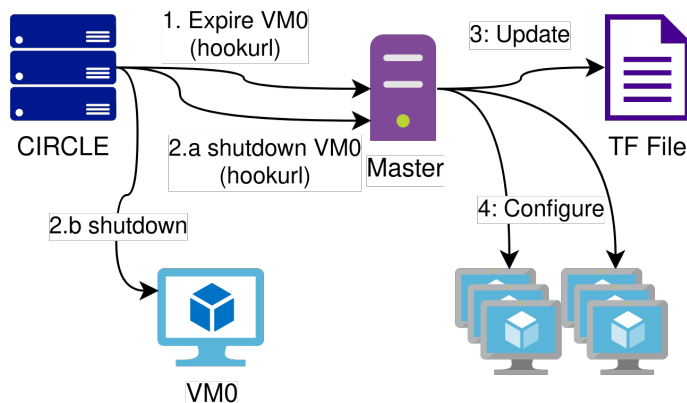 1. Expire VM0
(hookurl)
3: Update
CIRCLE
2.a shutdown VM0
(hookurl)
Master
TF File
2.b shutdown
4: Configure
VM0